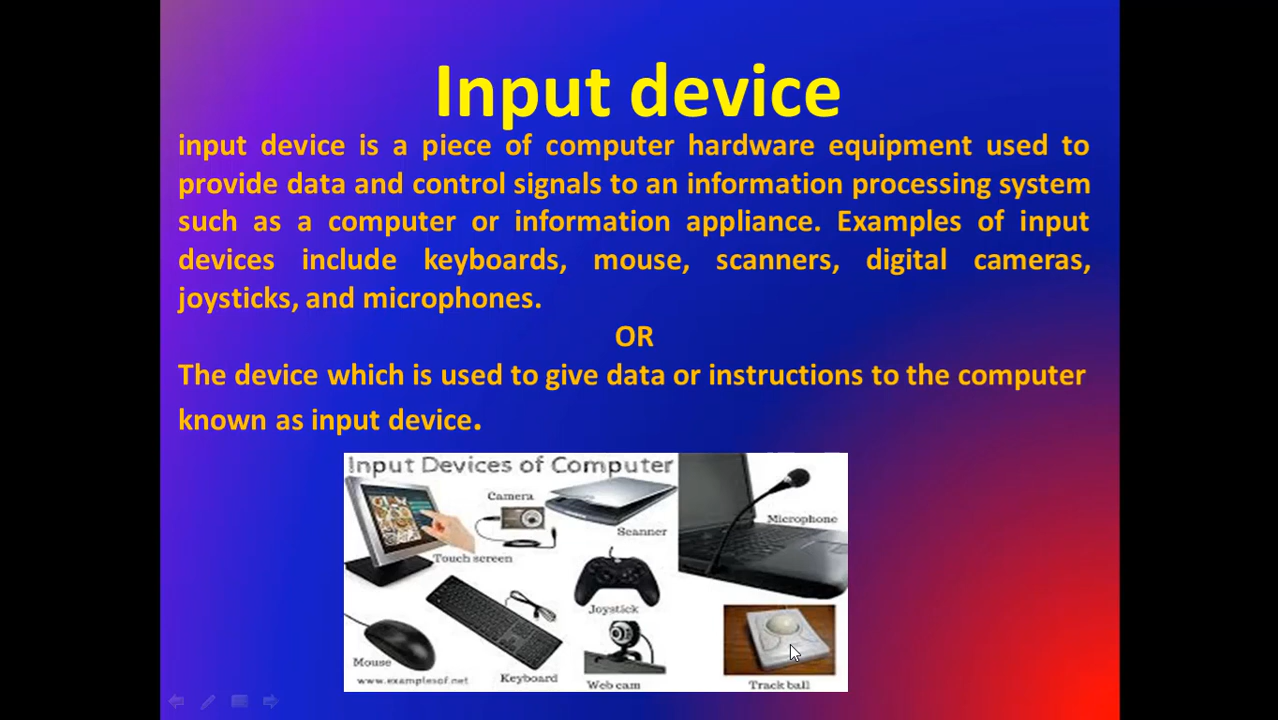 Input device
input device is a piece of computer hardware equipment used to
provide data and control signals to an information processing system
such as a computer or information appliance. Examples of input
devices include keyboards, mouse, scanners, digital cameras,
joysticks, and microphones.
OR
The device which is used to give data or instructions to the computer
known as input device.
Input Devices of Computer
Camera
Scanner
Microphone
Touch screen
Joystick
Mouse
Keyboard
Web cam
Track ball
www.examplesof.net